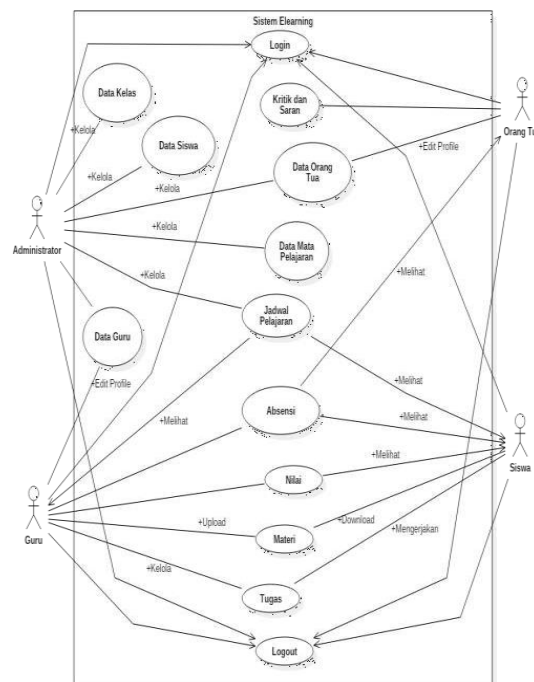 Sistem Elearning
Login
Data Kelas
Kritik dan
Saran
+Kelola
Data Siswa
Orang Tu
+Edit Profile
Data Orang
Tua
+Kelola
+Kelola
Administrator
+Kelola
Data Mata
Pelajaran
+Kelola
+Melihat
Jadwal
Pelajaran
Data Guru
+Edit Profile
+Melihat
+Melihat
Absensi
+Melihat
Nilai
+Melihat
Siswa
Guru
+Upload
Materi
+Download
+Mengerjakan
+Kelola
Tugas
Logout